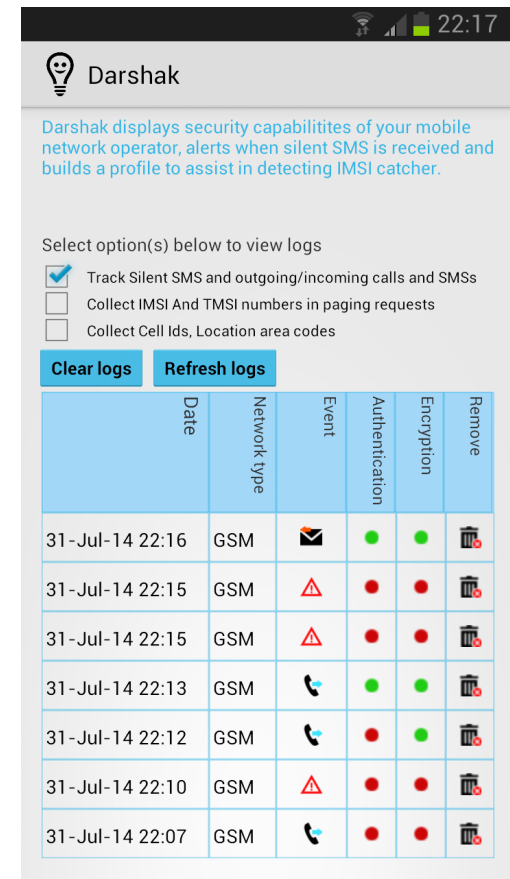 22:17
Darshak
Darshak displays security capabilitites of your mobile
network operator, alerts when silent SMS is received and
builds a profile to assist in detecting IMSI catcher.
Select option(s) below to view logs
Track Silent SMS and outgoing/incoming calls and SMSs
Collect IMSI And TMSI numbers in paging requests
Collect Cell Ids, Location area codes
Clear logs Refresh logs
Date Network type Event Authentication Encryption Remove
31-Jul-14 22:16 GSM
31-Jul-14 22:15 GSM
31-Jul-14 22:15 GSM
31-Jul-14 22:13 GSM
31-Jul-14 22:12 GSM
31-Jul-14 22:10 GSM
31-Jul-14 22:07 GSM